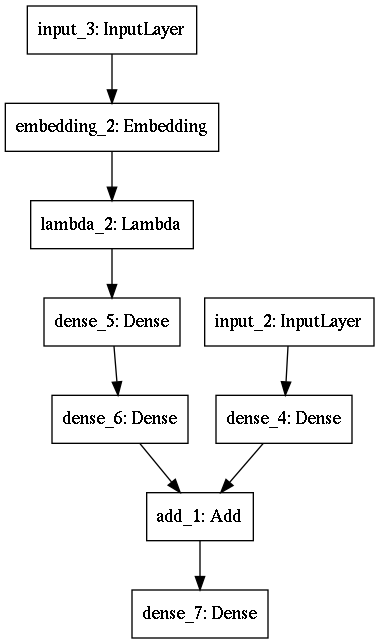 input_3: InputLayer
embedding_2: Embedding
lambda_2: Lambda
dense_5: Dense
input_2: InputLayer
dense_6: Dense
dense_4: Dense
add_1: Add
dense_7: Dense